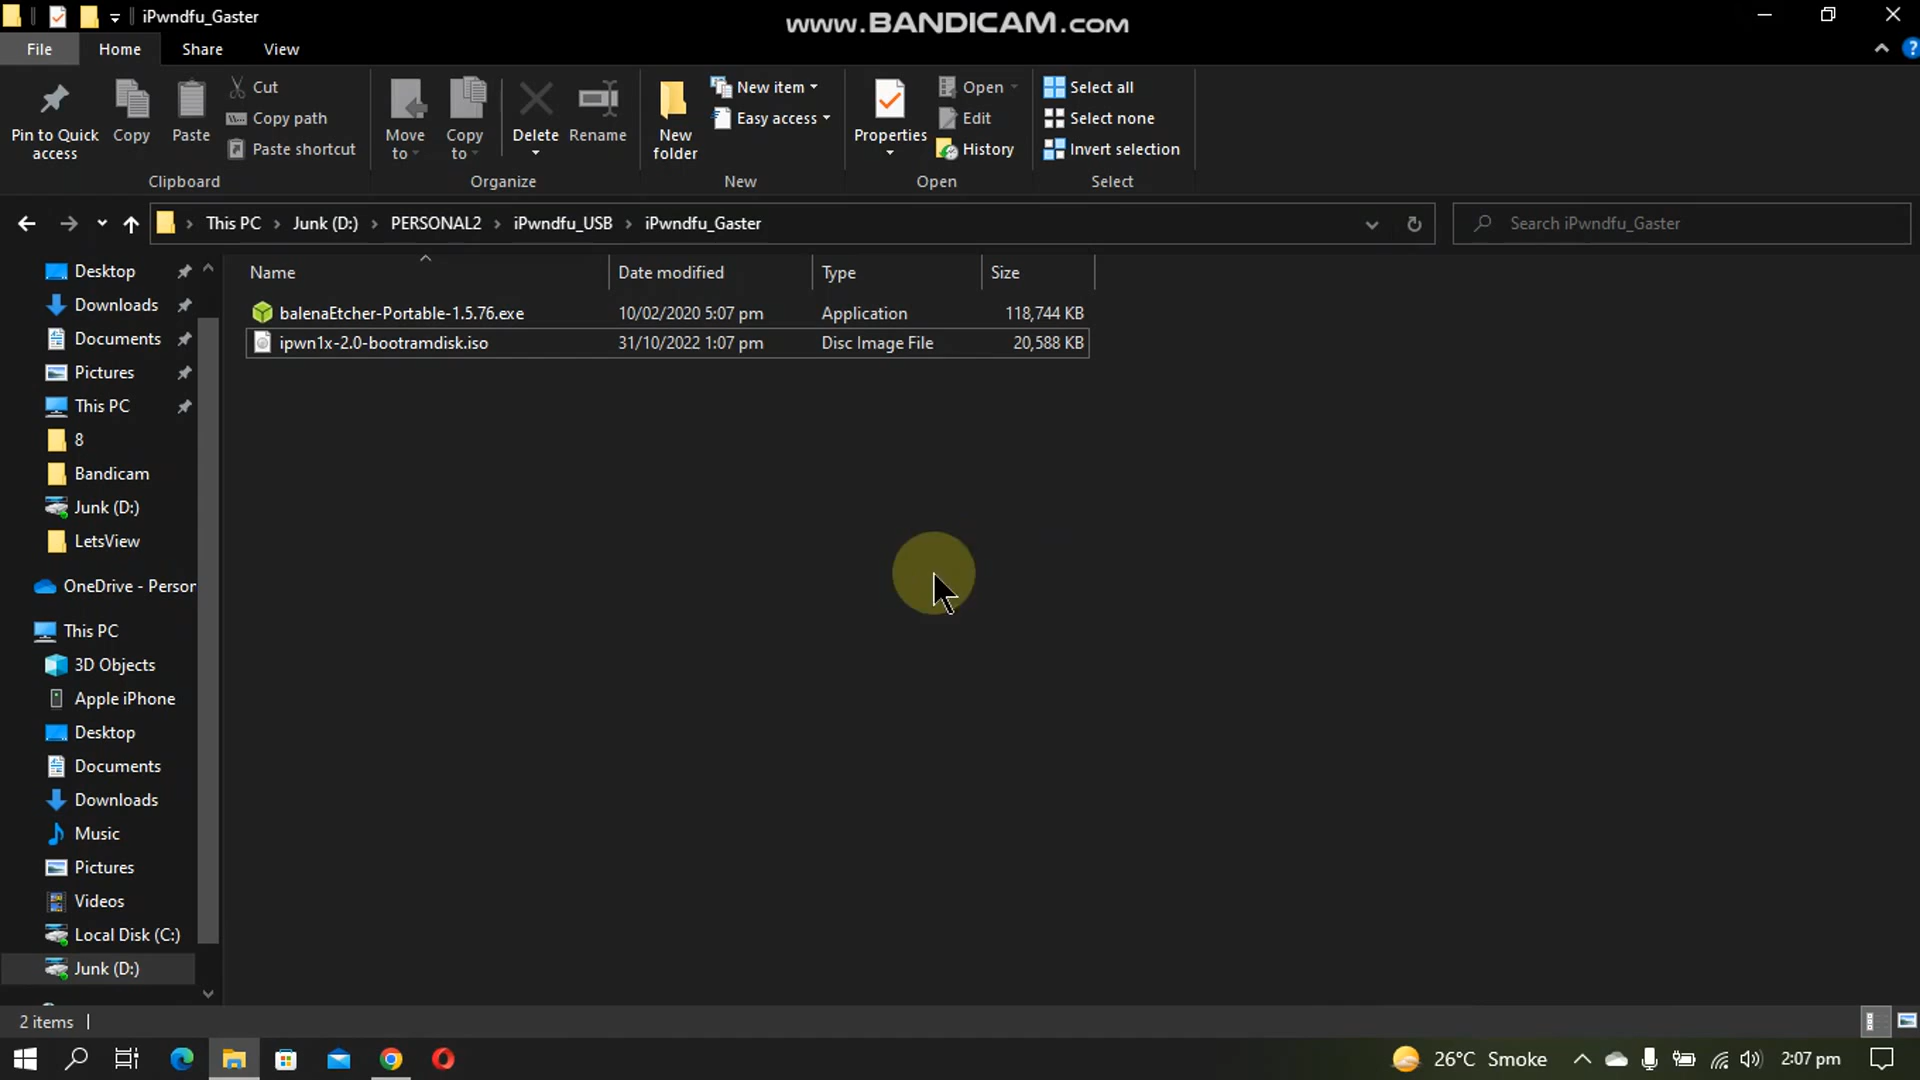 iPwndfu_Gaster
www.BANDICAM.com
File Home Share View
Pin to Quick access
Copy
Paste
Cut
Copy path
Paste shortcut
Clipboard
Move to
Copy to
Delete
Rename
Organize
New folder
New item
Easy access
New
Properties
Open
Edit
History
Open
Select all
Select none
Invert selection
Select
This PC > Junk (D:) > PERSONAL2 > iPwndfu_USB > iPwndfu_Gaster
Search iPwndfu_Gaster
Desktop
Downloads
Documents
Pictures
This PC
8
Bandicam
Junk (D:)
LetsView
OneDrive - Person
This PC
3D Objects
Apple iPhone
Desktop
Documents
Downloads
Music
Pictures
Videos
Local Disk (C:)
Junk (D:)
Name Date modified Type Size
balenaEtcher-Portable-1.5.76.exe 10/02/2020 5:07 pm Application 118,744 KB
ipwn1x-2.0-bootramdisk.iso 31/10/2022 1:07 pm Disc Image File 20,588 KB
2 items
26°C Smoke 2:07 pm